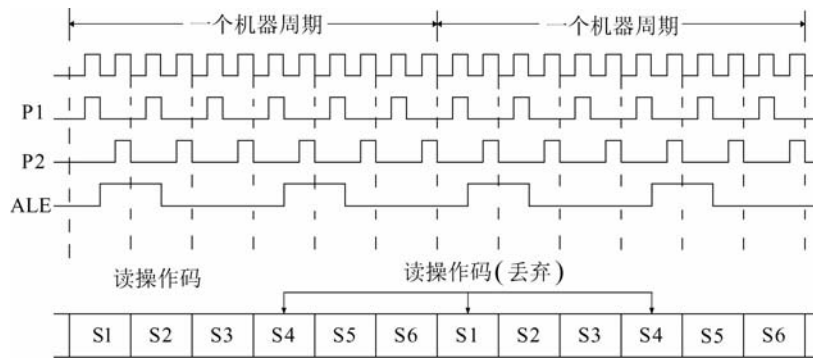 一个机器周期 一个机器周期
P1
P2
ALE
读操作码 读操作码(丢弃)
S1 S2 S3 S4 S5 S6 S1 S2 S3 S4 S5 S6